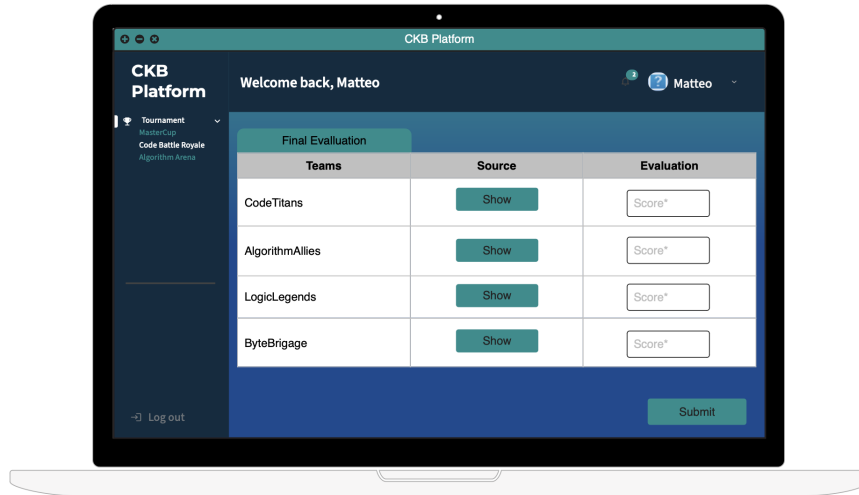 CKB Platform
CKB
Platform
Welcome back, Matteo
Matteo
Tournament
MasterCup
Code Battle Royale
Algorithm Arena
Final Evalluation
Teams Source Evaluation
CodeTitans Show Score*
AlgorithmAllies Show Score*
LogicLegends Show Score*
ByteBrigage Show Score*
Submit
Log out